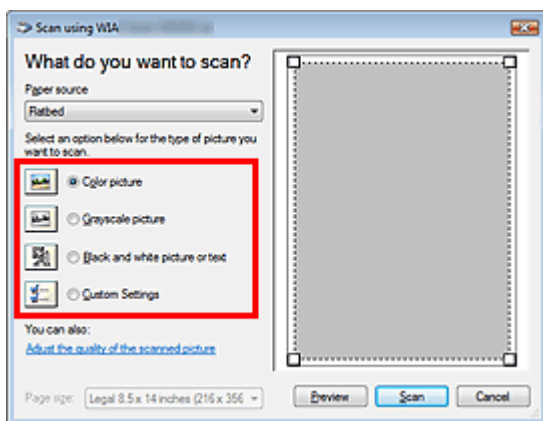 Scan using WIA
What do you want to scan?
Paper source
Flatbed
Select an option below for the type of picture you
want to scan.
Color picture
Grayscale picture
Black and white picture or text
Custom Settings
You can also:
Adjust the quality of the scanned picture
Page size: Legal 8.5 x 14 inches (216 x 356
Preview Scan Cancel